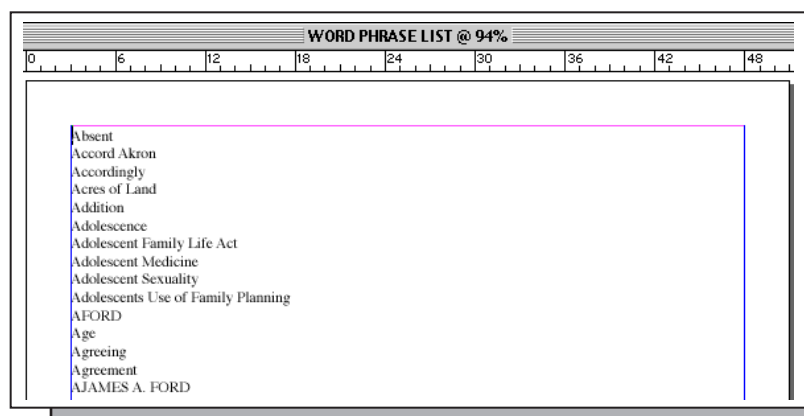 WORD PHRASE LIST @ 94%
0 6 12 18 24 30 36 42 48
Absent
Accord Akron
Accordingly
Acres of Land
Addition
Adolescence
Adolescent Family Life Act
Adolescent Medicine
Adolescent Sexuality
Adolescents Use of Family Planning
AFORD
Age
Agreeing
Agreement
AJAMES A. FORD